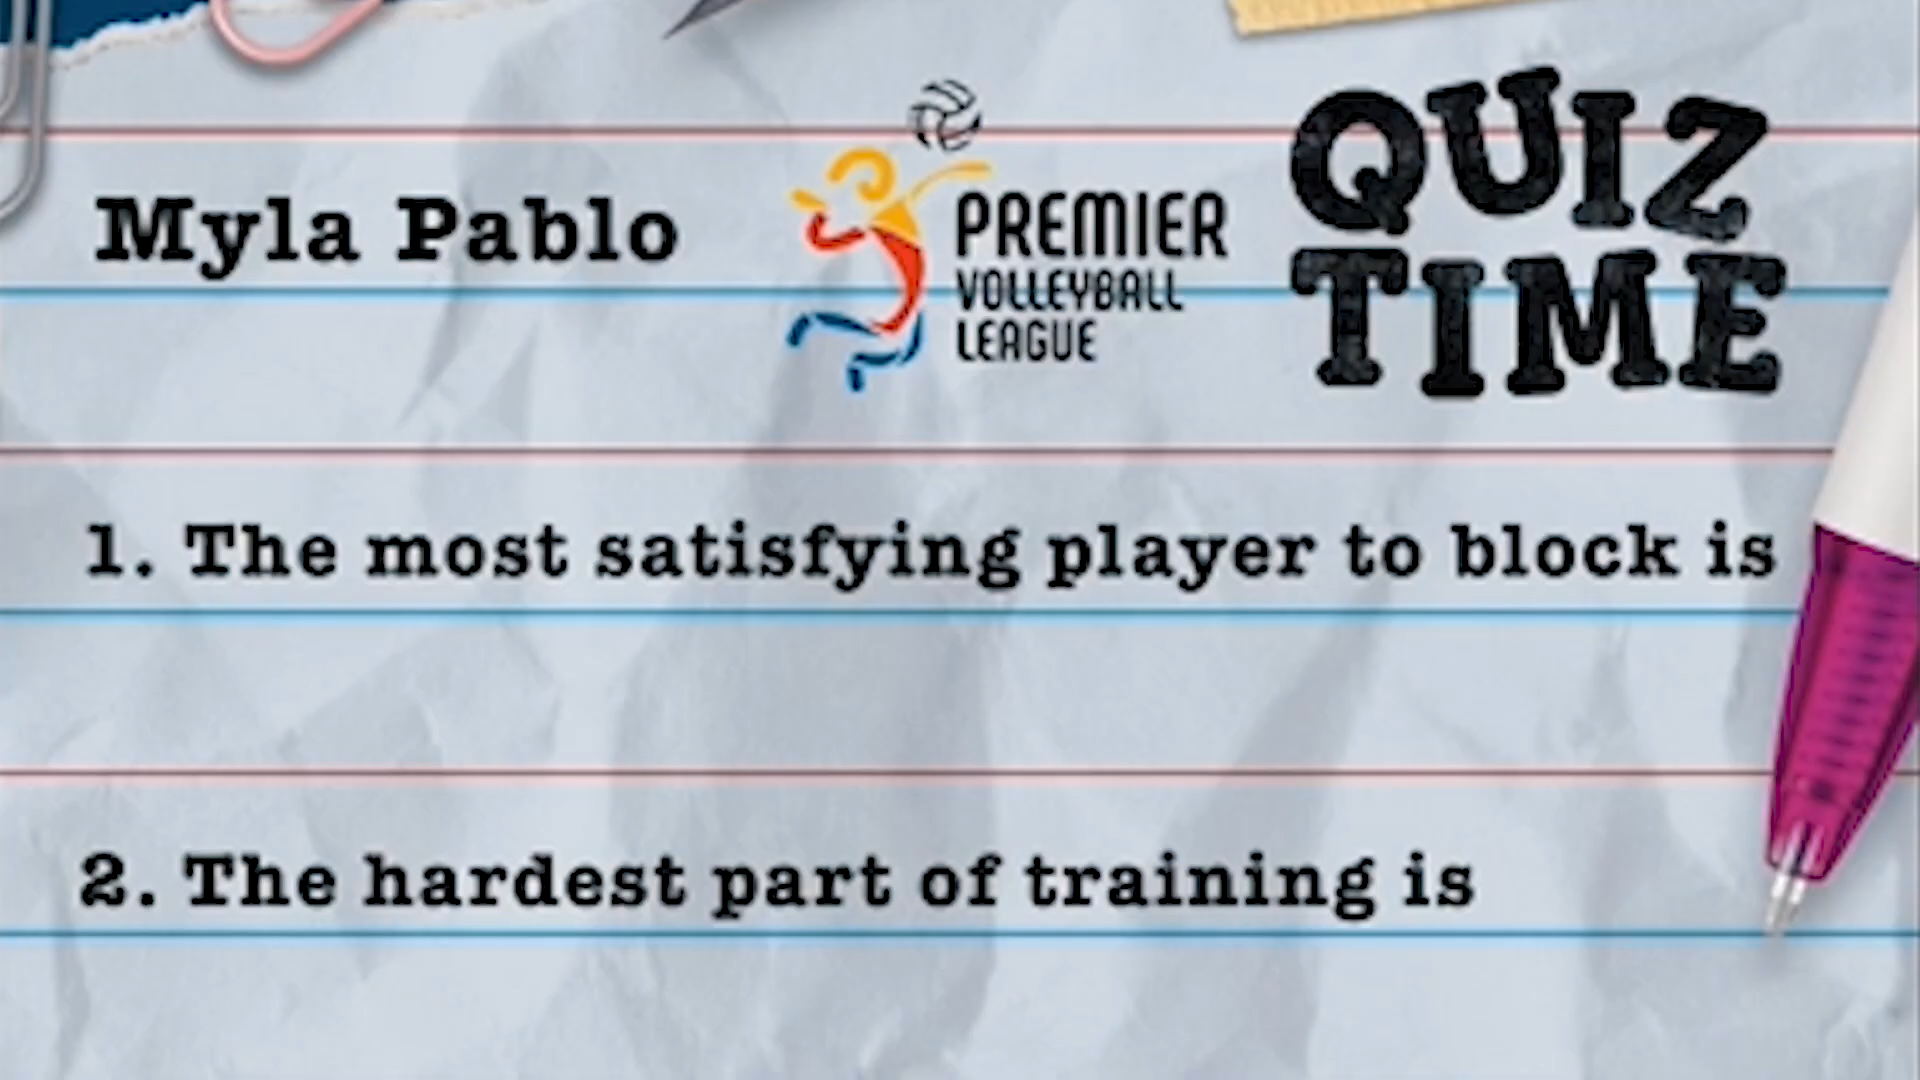 Myla Pablo
PREMIER
VOLLEYBALL
LEAGUE
QUIZ
TIME
1. The most satisfying player to block is
2. The hardest part of training is